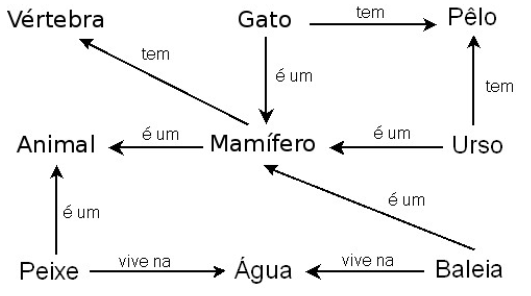 Vértebra
Gato
tem
Pêlo
tem
é um
tem
Animal
é um
Mamífero
é um
Urso
é um
é um
Peixe
vive na
Água
vive na
Baleia